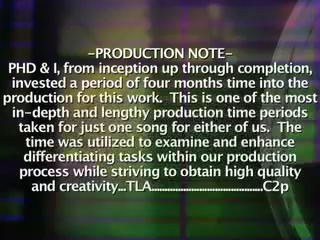 -PRODUCTION NOTE-
PHD & I, from inception up through completion,
invested a period of four months time into the
production for this work. This is one of the most
in-depth and lengthy production time periods
taken for just one song for either of us. The
time was utilized to examine and enhance
differentiating tasks within our production
process while striving to obtain high quality
and creativity...TLA...........................................C2p